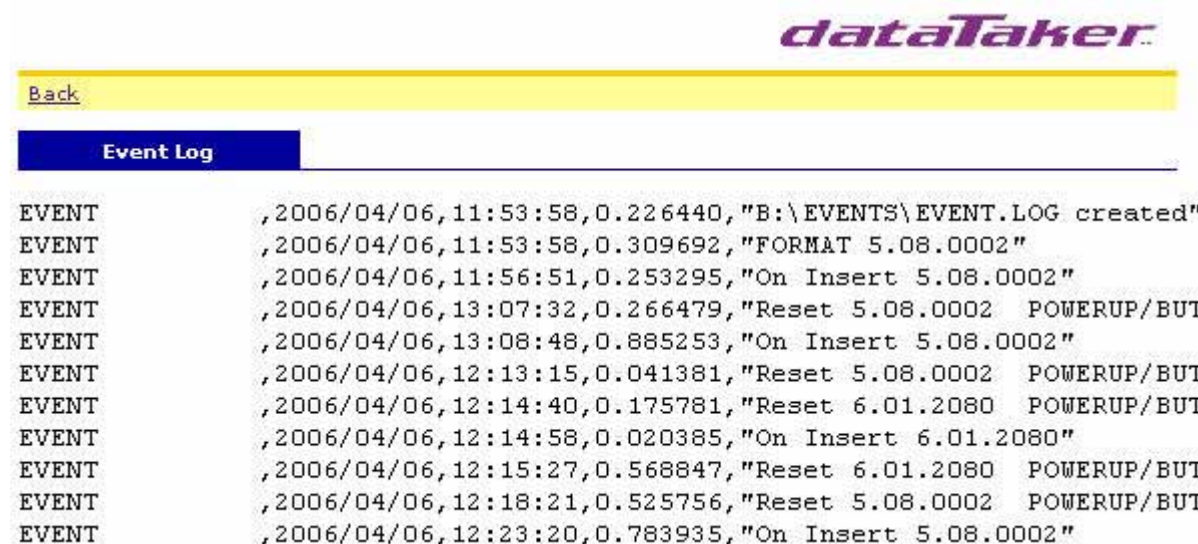 dataTaker
Back
Event Log
EVENT ,2006/04/06,11:53:58,0.226440,"B:\EVENTS\EVENT.LOG created"
EVENT ,2006/04/06,11:53:58,0.309692,"FORMAT 5.08.0002"
EVENT ,2006/04/06,11:56:51,0.253295,"On Insert 5.08.0002"
EVENT ,2006/04/06,13:07:32,0.266479,"Reset 5.08.0002 POWERUP/BUT
EVENT ,2006/04/06,13:08:48,0.885253,"On Insert 5.08.0002"
EVENT ,2006/04/06,12:13:15,0.041381,"Reset 5.08.0002 POWERUP/BUT
EVENT ,2006/04/06,12:14:40,0.175781,"Reset 6.01.2080 POWERUP/BUT
EVENT ,2006/04/06,12:14:58,0.020385,"On Insert 6.01.2080"
EVENT ,2006/04/06,12:15:27,0.568847,"Reset 6.01.2080 POWERUP/BUT
EVENT ,2006/04/06,12:18:21,0.525756,"Reset 5.08.0002 POWERUP/BUT
EVENT ,2006/04/06,12:23:20,0.783935,"On Insert 5.08.0002"